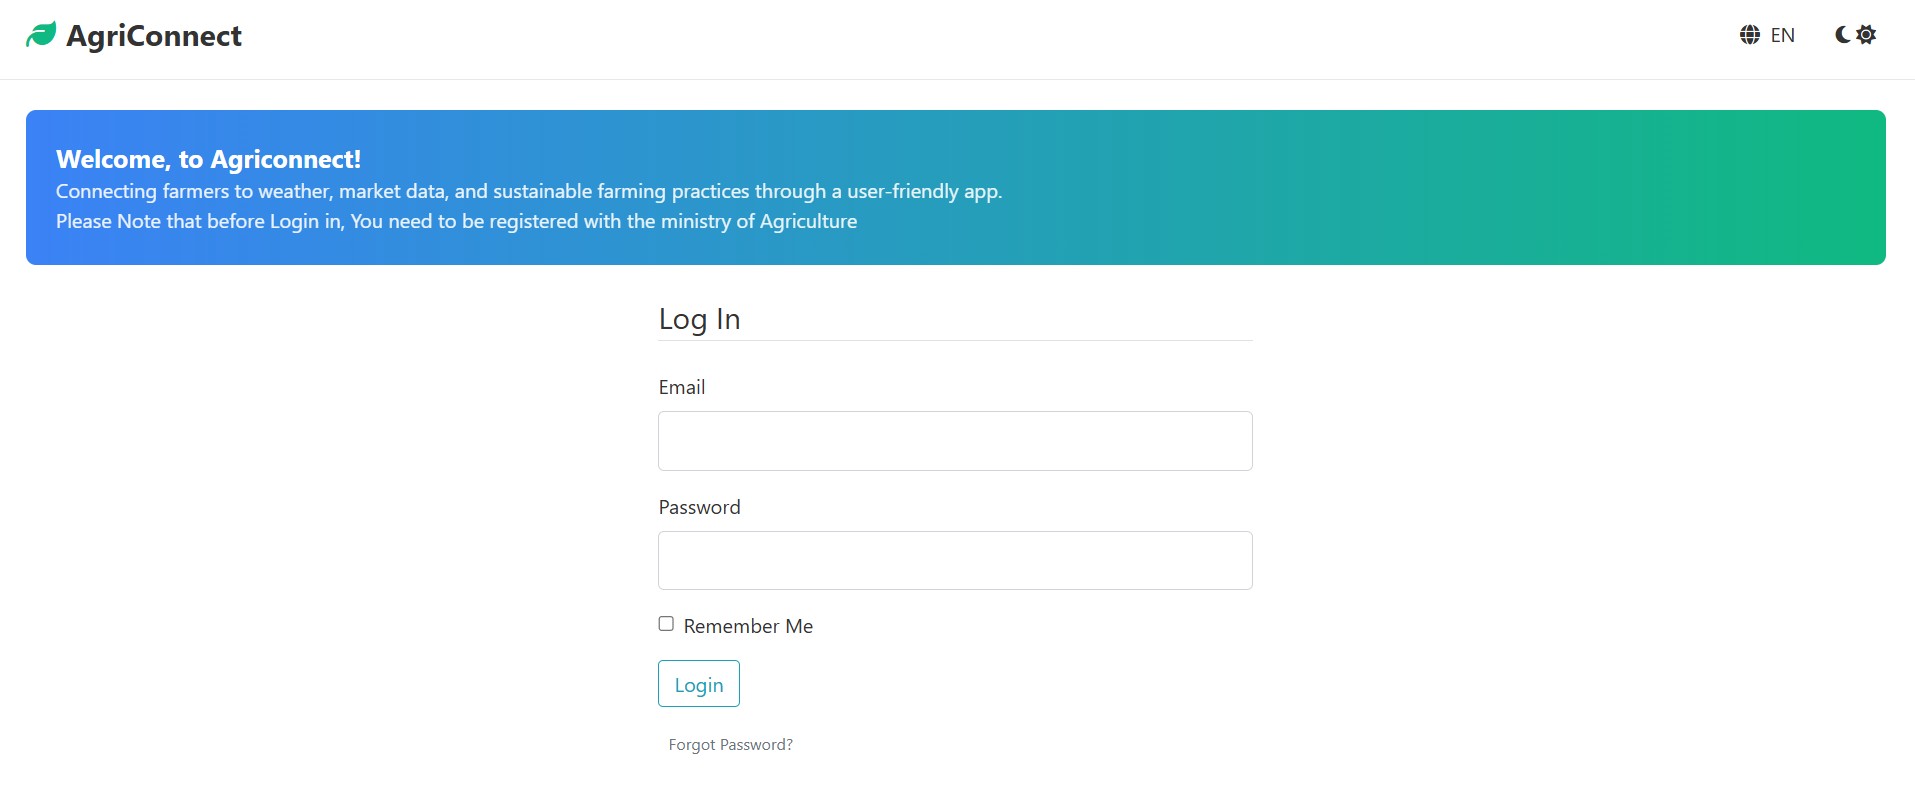 AgriConnect
EN
Welcome, to Agriconnect!
Connecting farmers to weather, market data, and sustainable farming practices through a user-friendly app.
Please Note that before Login in, You need to be registered with the ministry of Agriculture
Log In
Email
Password
Remember Me
Login
Forgot Password?